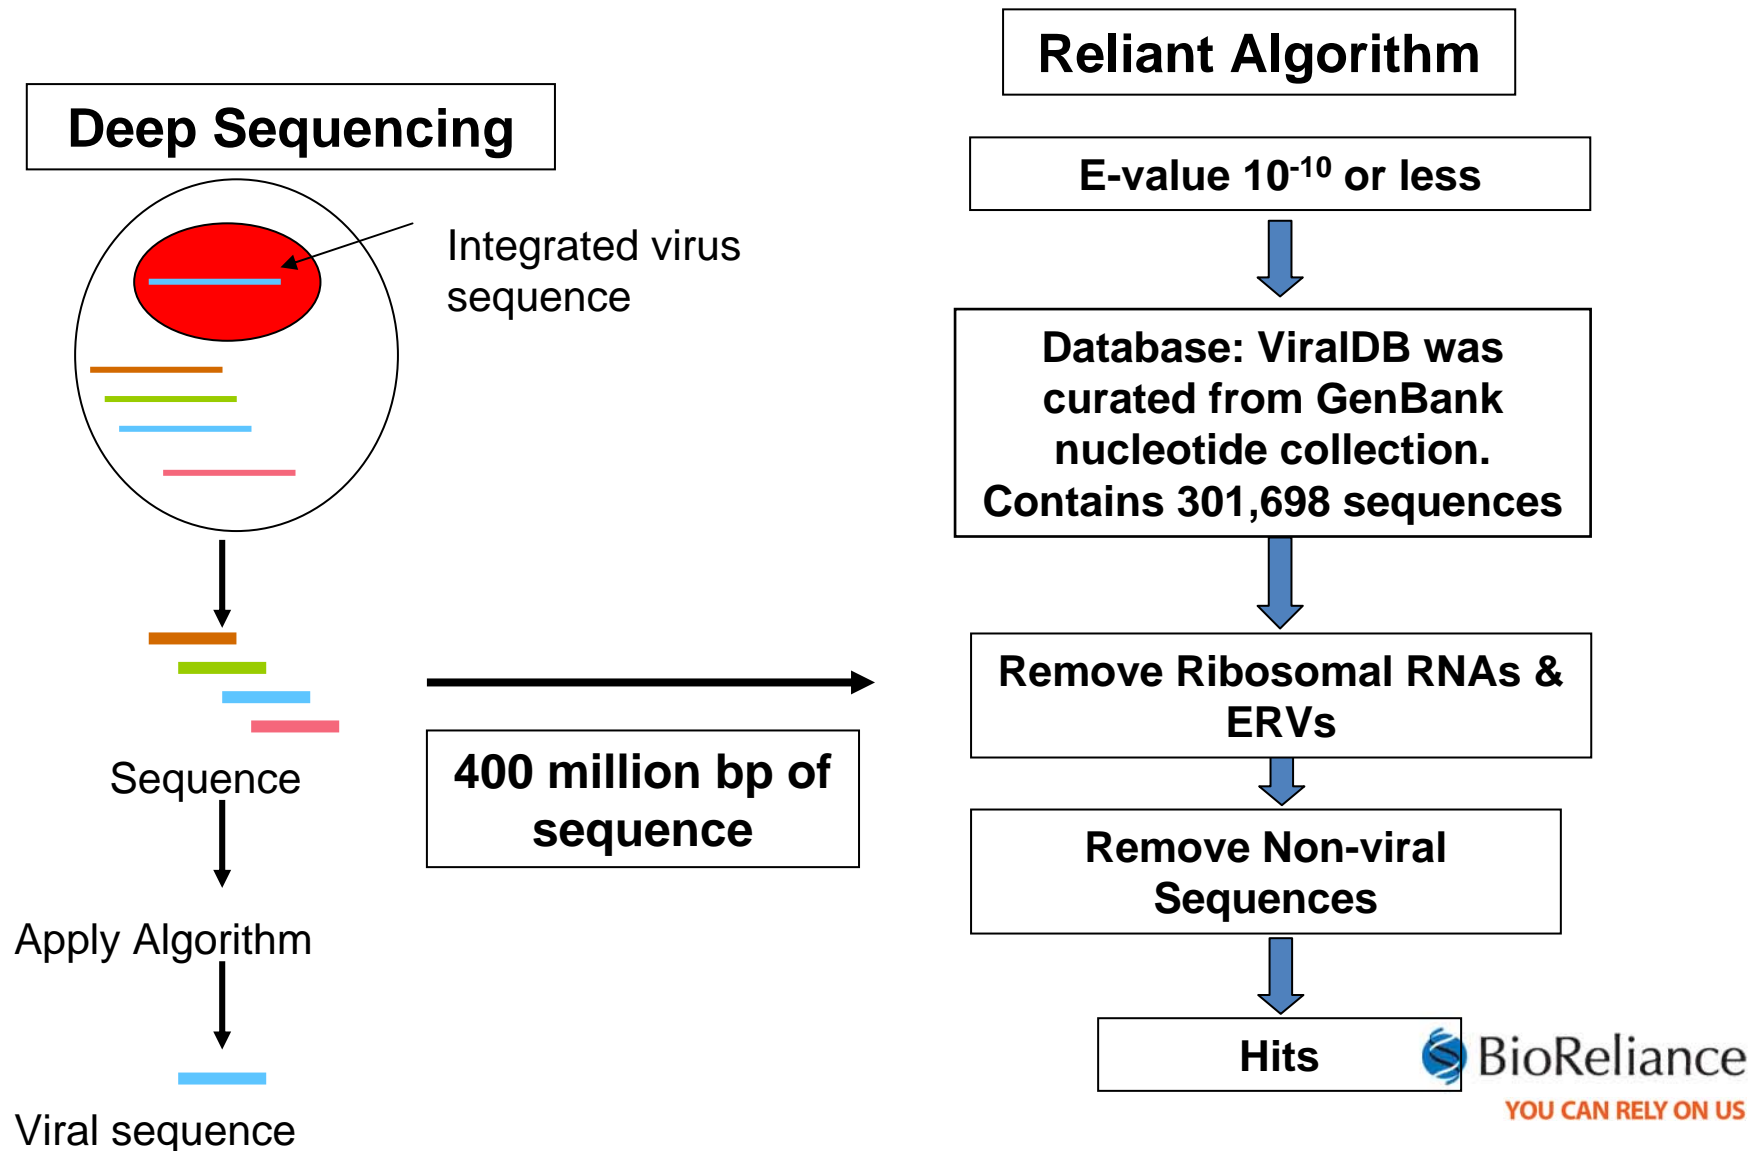 Deep Sequencing
Integrated virus
sequence
Sequence
Apply Algorithm
Viral sequence
400 million bp of
sequence
Reliant Algorithm
E-value 10⁻¹⁰ or less
Database: ViralDB was
curated from GenBank
nucleotide collection.
Contains 301,698 sequences
Remove Ribosomal RNAs &
ERVs
Remove Non-viral
Sequences
Hits
BioReliance
YOU CAN RELY ON US